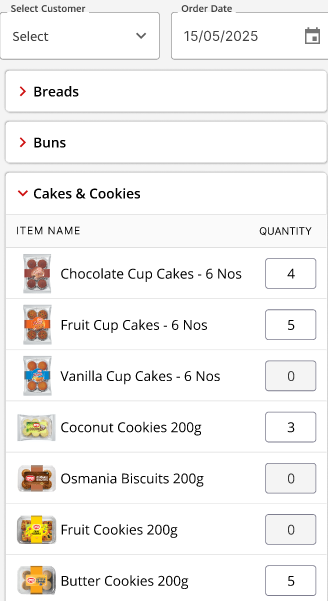 Select Customer
Order Date
Select
15/05/2025
Breads
Buns
Cakes & Cookies
ITEM NAME
QUANTITY
Chocolate Cup Cakes - 6 Nos
4
Fruit Cup Cakes - 6 Nos
5
Vanilla Cup Cakes - 6 Nos
0
Coconut Cookies 200g
3
Osmania Biscuits 200g
0
Fruit Cookies 200g
0
Butter Cookies 200g
5